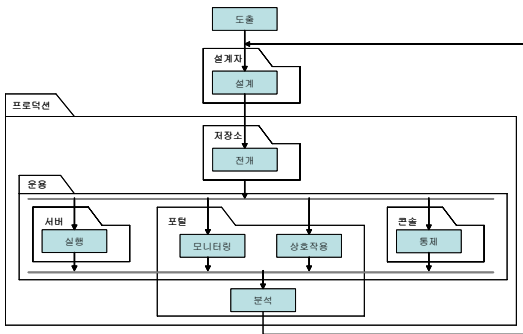 도출
설계자
설계
프로덕션
저장소
전개
운용
서버
포털
콘솔
실행
모니터링
상호작용
통제
분석